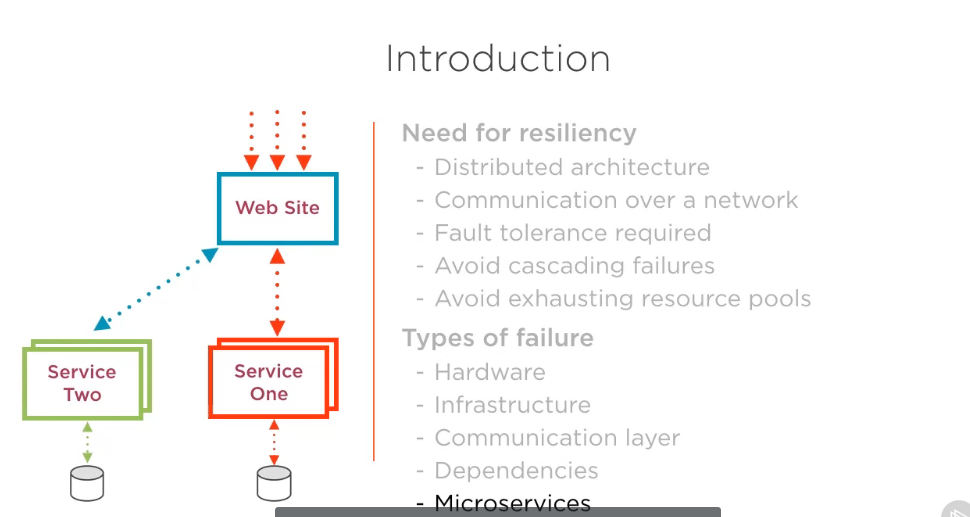 Introduction
Web Site
Service
Two
Service
One
Need for resiliency
- Distributed architecture
- Communication over a network
- Fault tolerance required
- Avoid cascading failures
- Avoid exhausting resource pools
Types of failure
- Hardware
- Infrastructure
- Communication layer
- Dependencies
- Microservices